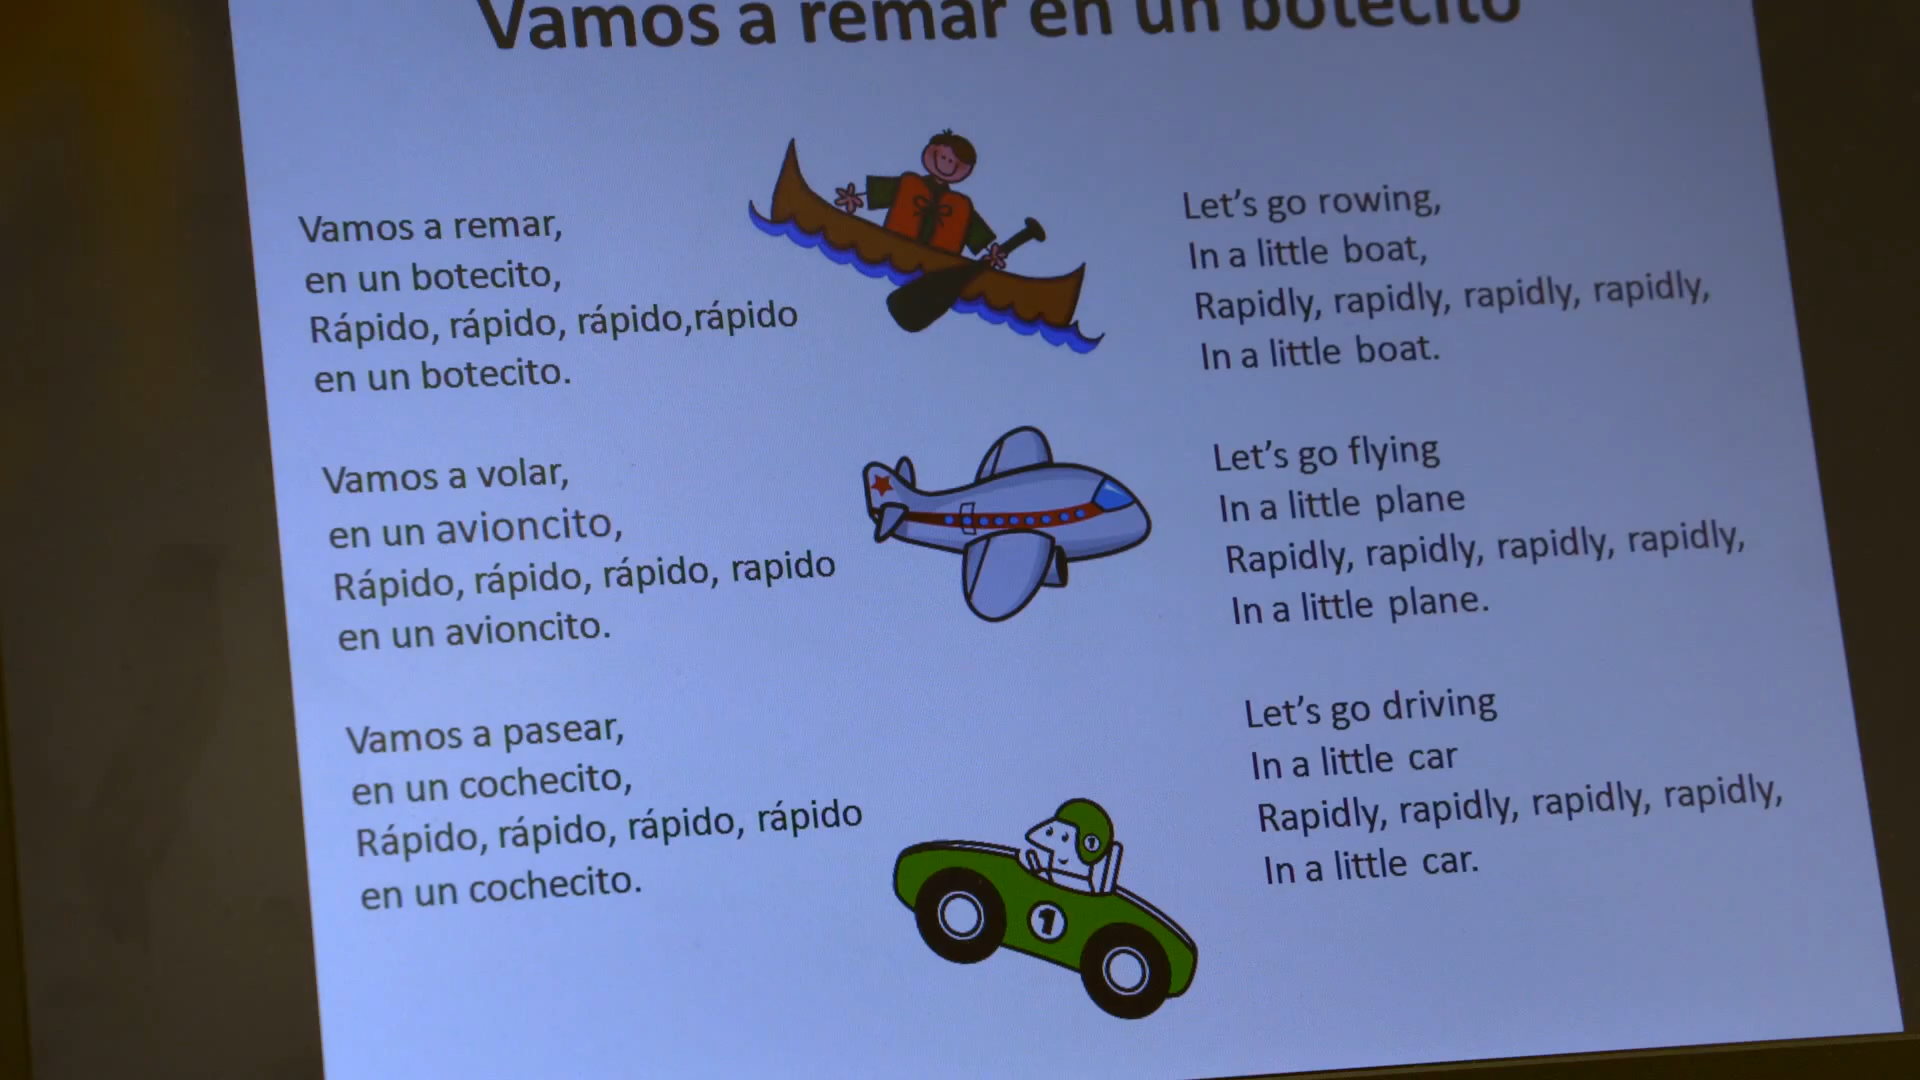 Vamos a remar en un botecito
Vamos a remar,
en un botecito,
Rápido, rápido, rápido,rápido
en un botecito.
Vamos a volar,
en un avioncito,
Rápido, rápido, rápido, rapido
en un avioncito.
Vamos a pasear,
en un cochecito,
Rápido, rápido, rápido, rápido
en un cochecito.
Let's go rowing,
In a little boat,
Rapidly, rapidly, rapidly, rapidly,
In a little boat.
Let's go flying
In a little plane
Rapidly, rapidly, rapidly, rapidly,
In a little plane.
Let's go driving
In a little car
Rapidly, rapidly, rapidly, rapidly,
In a little car.
1
1